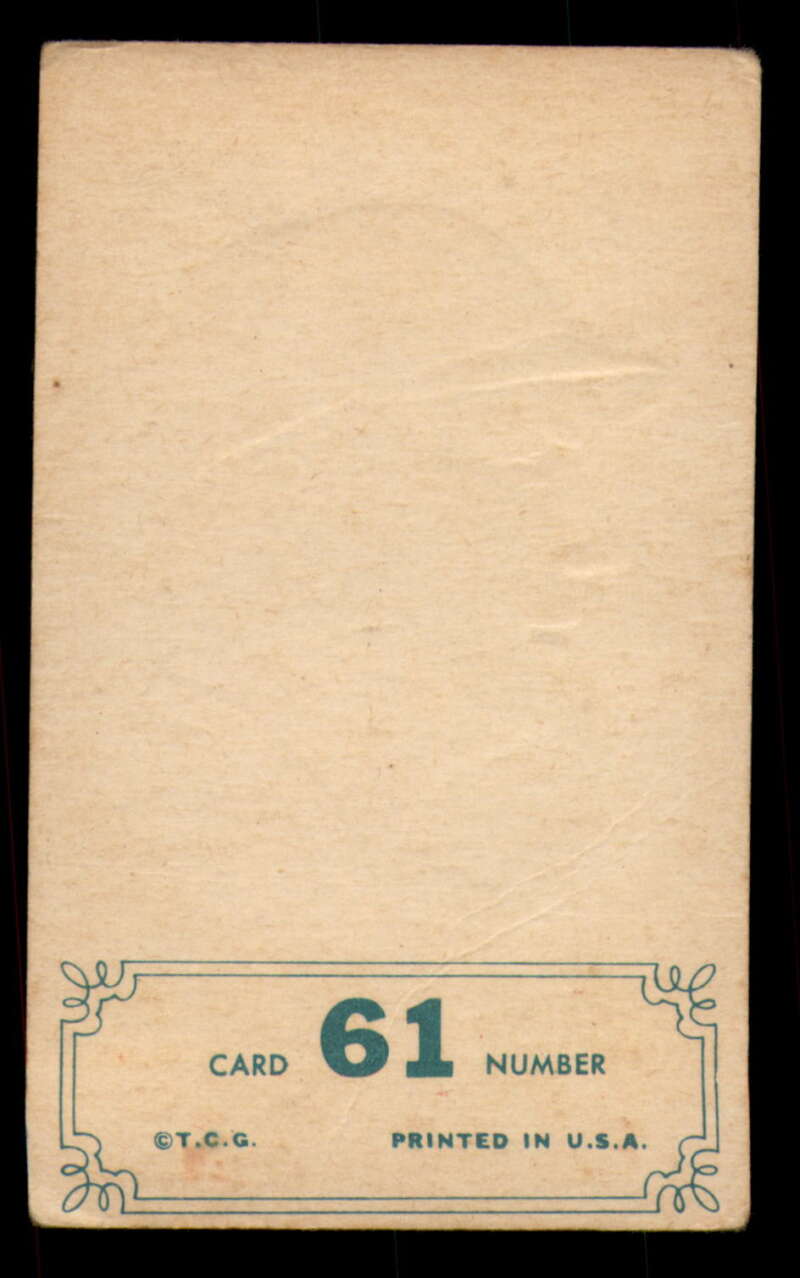 CARD 61 NUMBER
©T.C.G. PRINTED IN U.S.A.